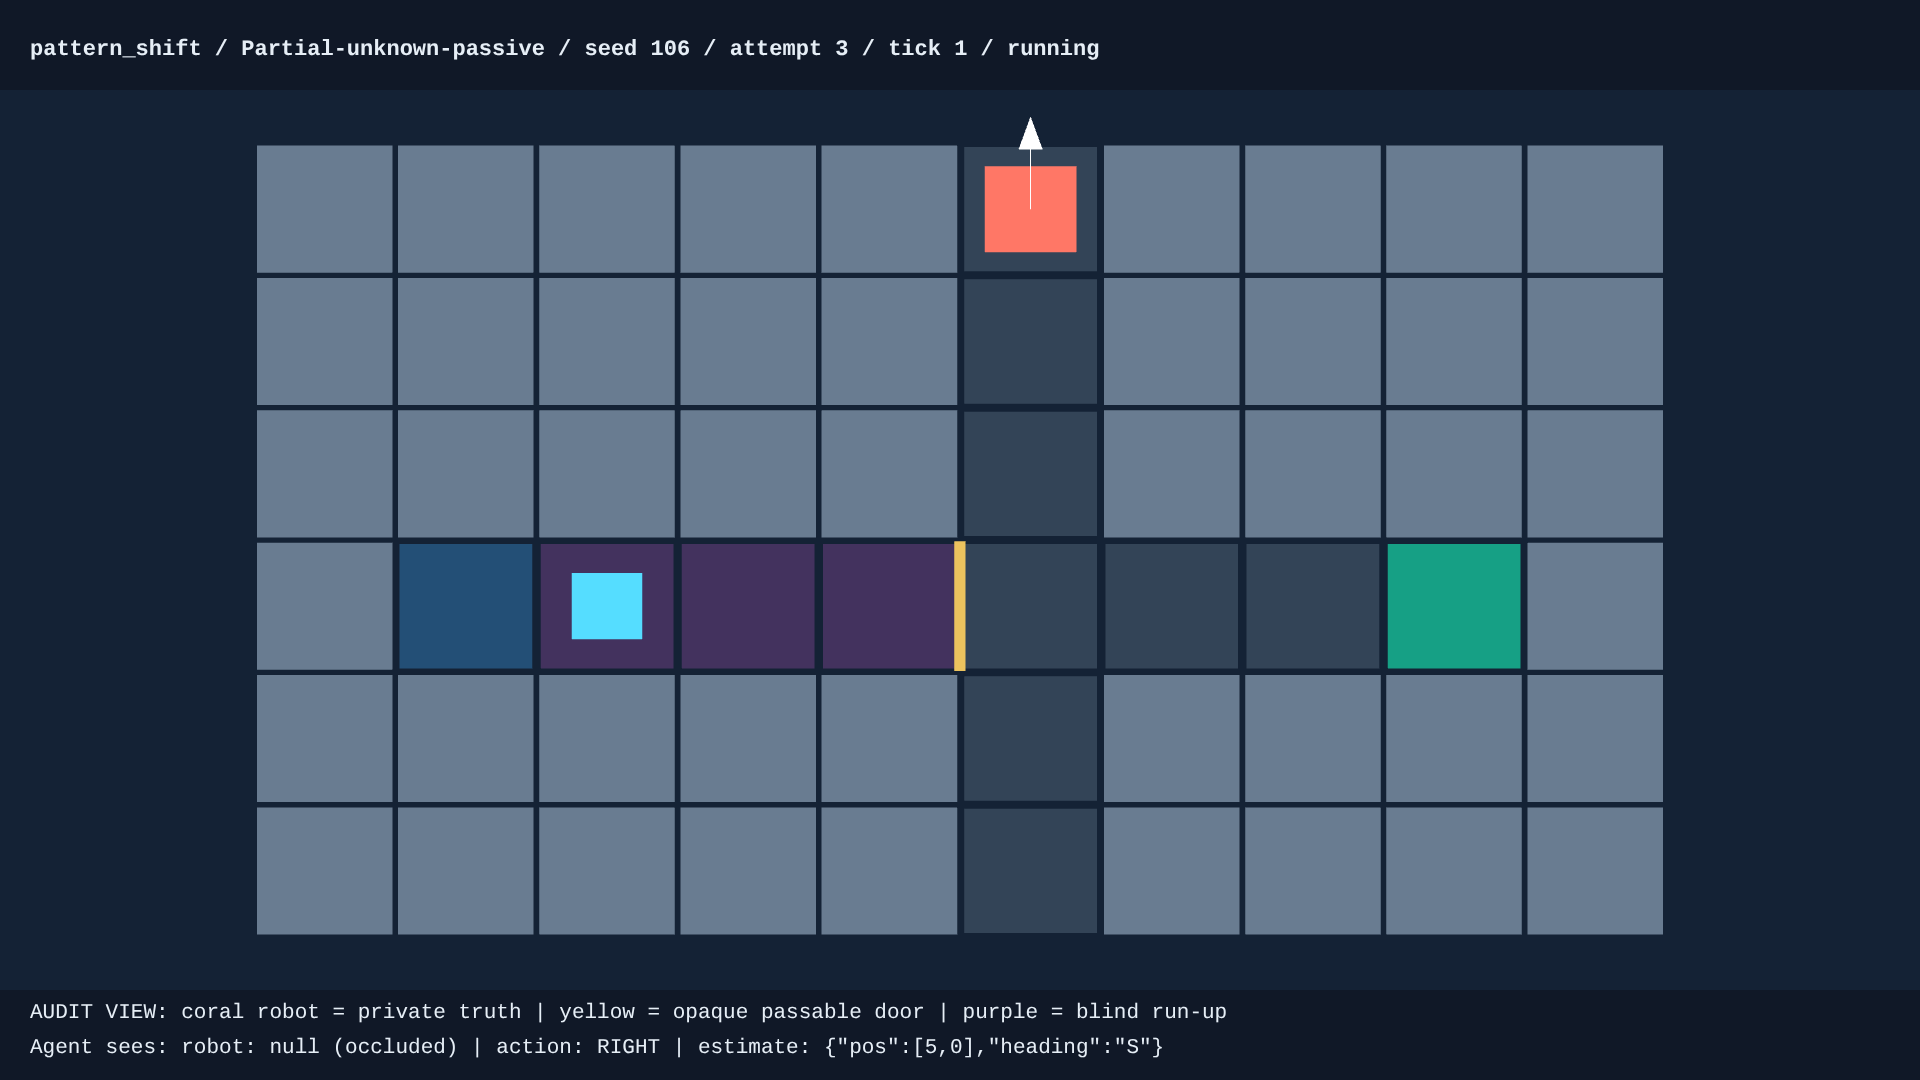 pattern_shift / Partial-unknown-passive / seed 106 / attempt 3 / tick 1 / running
AUDIT VIEW: coral robot = private truth | yellow = opaque passable door | purple = blind run-up
Agent sees: robot: null (occluded) | action: RIGHT | estimate: {"pos":[5,0],"heading":"S"}